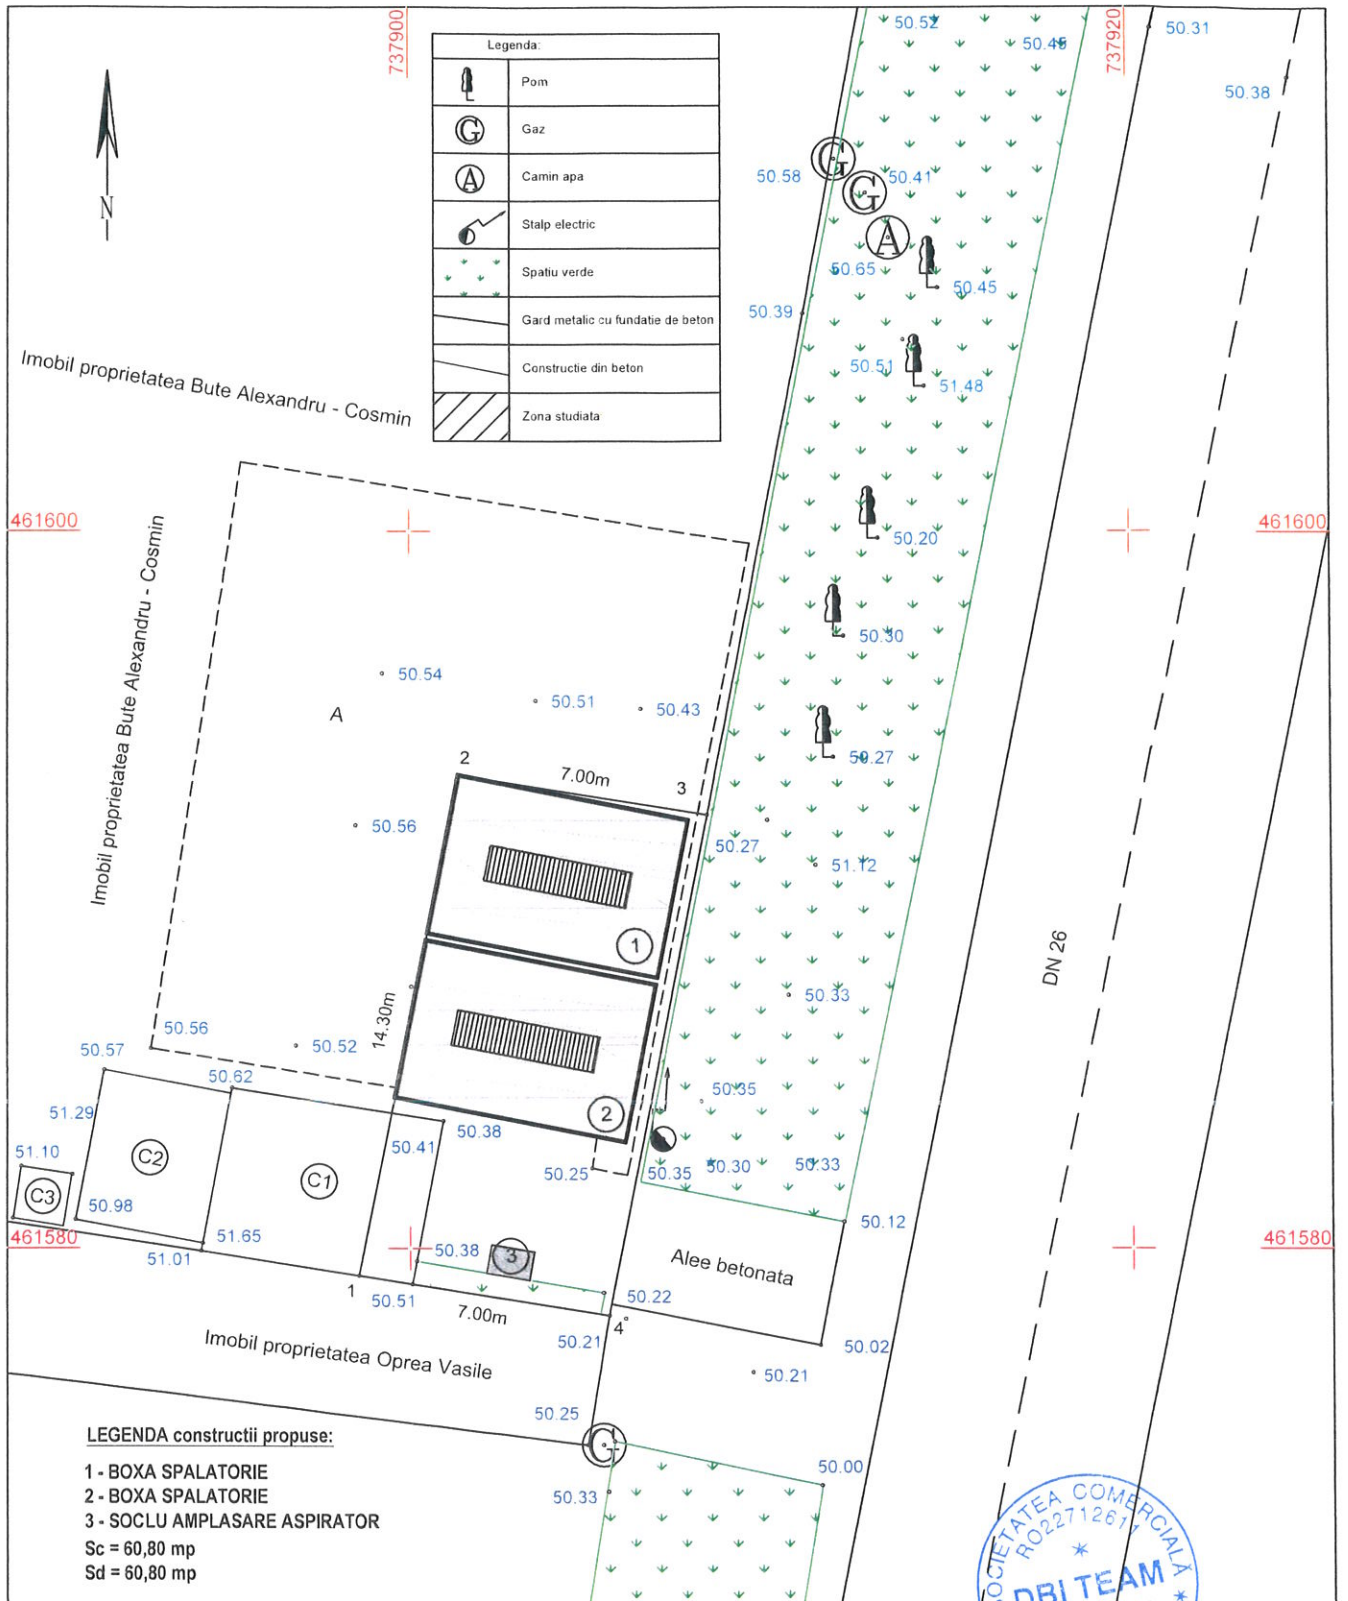 737900
737920
50.52
50.46
50.31
50.38
Legenda:
Pom
G Gaz
A Camin apa
Stalp electric
Spatiu verde
Gard metalic cu fundatie de beton
Constructie din beton
Zona studiata
N
50.58
G
G
50.41
A
50.65
50.45
50.39
50.51
51.48
Imobil proprietatea Bute Alexandru - Cosmin
461600
461600
Imobil proprietatea Bute Alexandru - Cosmin
50.20
50.30
50.54
50.51
50.43
A
50.27
2
7.00m
3
50.56
50.27
51.12
1
DN 26
50.33
14.30m
50.56
50.52
50.57
50.62
50.35
51.29
2
50.38
50.41
51.10
C2
C1
C3
50.25
50.35
50.30
50.33
50.98
50.12
461580
51.65
51.01
50.38
3
Alee betonata
461580
1
50.51
7.00m
50.22
4
50.21
50.02
Imobil proprietatea Oprea Vasile
50.21
50.25
G
50.33
50.00
LEGENDA constructii propuse:
1 - BOXA SPALATORIE
2 - BOXA SPALATORIE
3 - SOCLU AMPLASARE ASPIRATOR
Sc = 60,80 mp
Sd = 60,80 mp
SOCIETATEA COMERCIALĂ
RO22712611
DBI TEAM